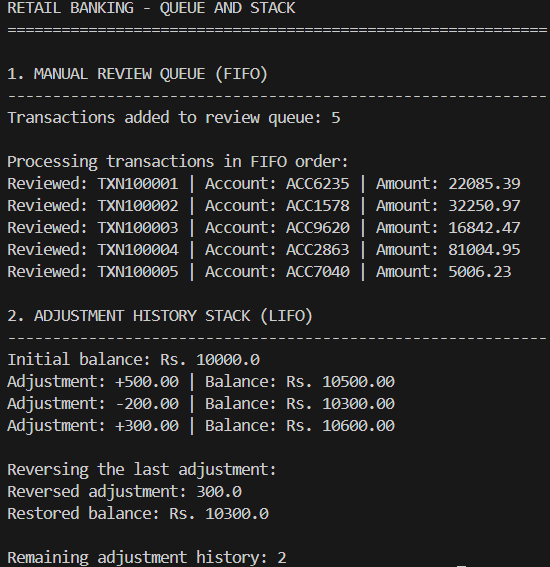 RETAIL BANKING - QUEUE AND STACK
============================================================
1. MANUAL REVIEW QUEUE (FIFO)
------------------------------------------------------------
Transactions added to review queue: 5
Processing transactions in FIFO order:
Reviewed: TXN100001 | Account: ACC6235 | Amount: 22085.39
Reviewed: TXN100002 | Account: ACC1578 | Amount: 32250.97
Reviewed: TXN100003 | Account: ACC9620 | Amount: 16842.47
Reviewed: TXN100004 | Account: ACC2863 | Amount: 81004.95
Reviewed: TXN100005 | Account: ACC7040 | Amount: 5006.23
2. ADJUSTMENT HISTORY STACK (LIFO)
------------------------------------------------------------
Initial balance: Rs. 10000.0
Adjustment: +500.00 | Balance: Rs. 10500.00
Adjustment: -200.00 | Balance: Rs. 10300.00
Adjustment: +300.00 | Balance: Rs. 10600.00
Reversing the last adjustment:
Reversed adjustment: 300.0
Restored balance: Rs. 10300.0
Remaining adjustment history: 2